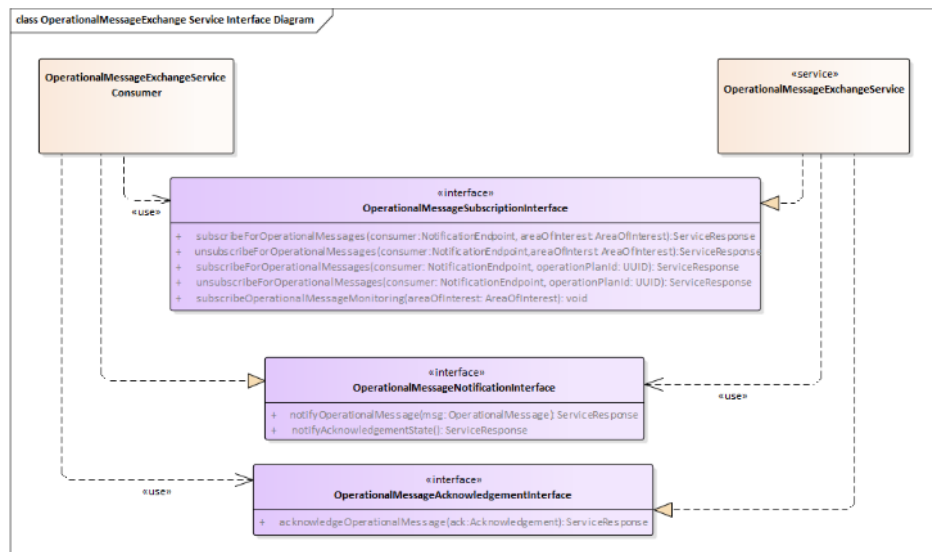 class OperationalMessageExchange Service Interface Diagram
OperationalMessageExchangeService
Consumer
«service»
OperationalMessageExchangeService
«use»
«interface»
OperationalMessageSubscriptionInterface
+ subscribeForOperationalMessages(consumer:NotificationEndpoint, areaOfInterest: AreaOfInterest):ServiceResponse
+ unsubscribeForOperationalMessages(consumer:NotificationEndpoint,areaOfInterst:AreaOfInterest):ServiceResponse
+ subscribeForOperationalMessages(consumer: NotificationEndpoint, operationPlanId: UUID): ServiceResponse
+ unsubscribeForOperationalMessages(consumer: NotificationEndpoint, operationPlanId: UUID): ServiceResponse
+ subscribeOperationalMessageMonitoring(areaOfInterest: AreaOfInterest): void
«interface»
OperationalMessageNotificationInterface
«use»
+ notifyOperationalMessage(msg: OperationalMessage): ServiceResponse
+ notifyAcknowledgementState(): ServiceResponse
«use»
«interface»
OperationalMessageAcknowledgementInterface
+ acknowledgeOperationalMessage(ack:Acknowledgement): ServiceResponse